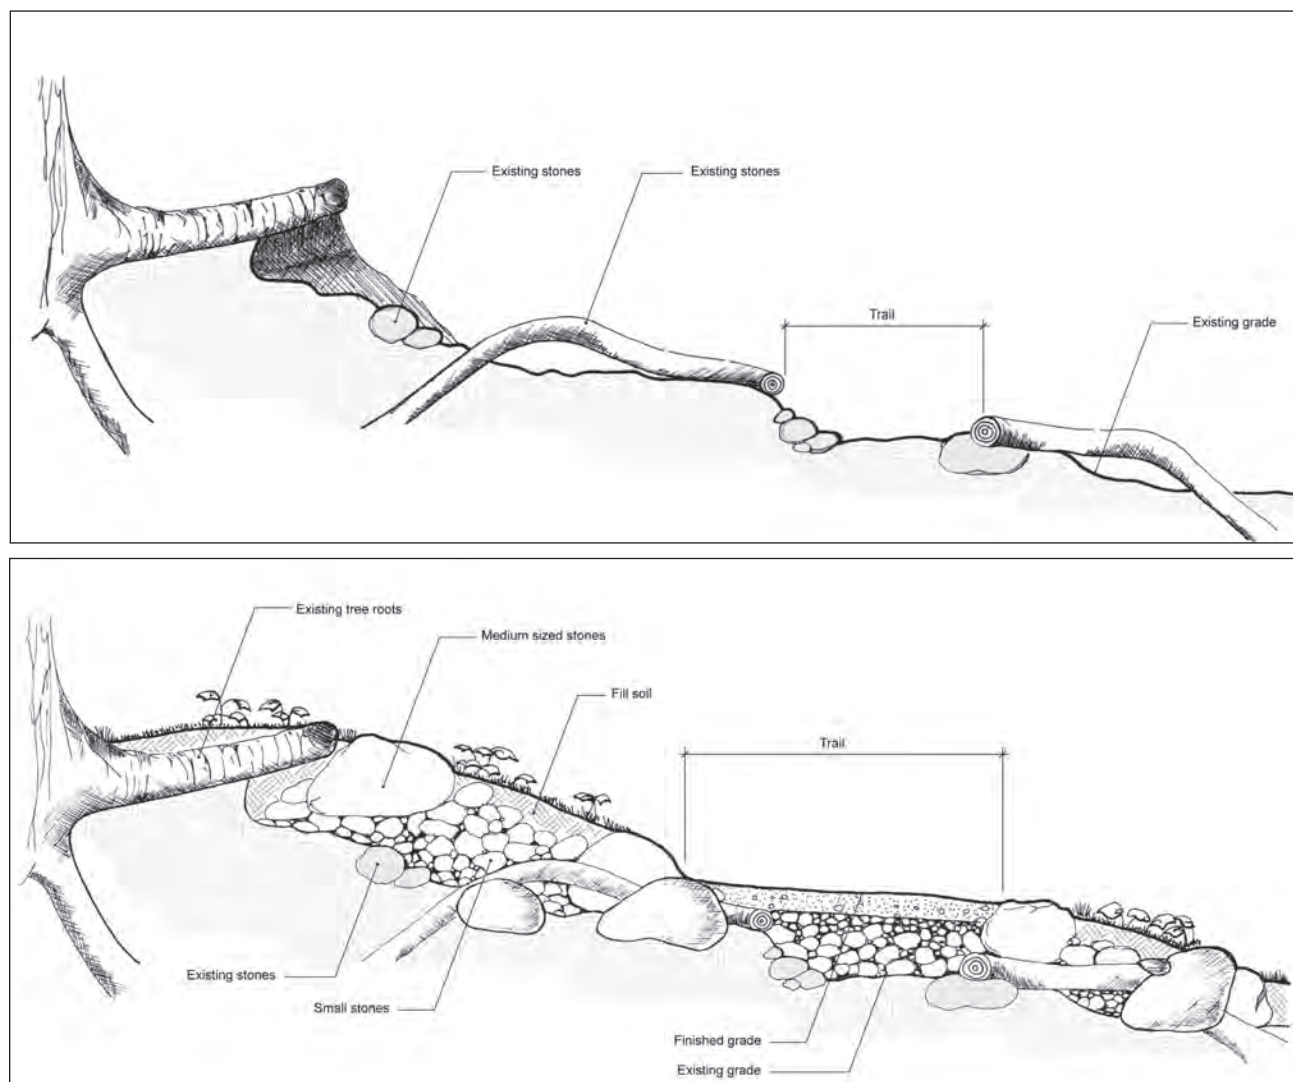 Existing stones
Existing stones
Trail
Existing grade
Existing tree roots
Medium sized stones
Fill soil
Trail
Existing stones
Small stones
Finished grade
Existing grade